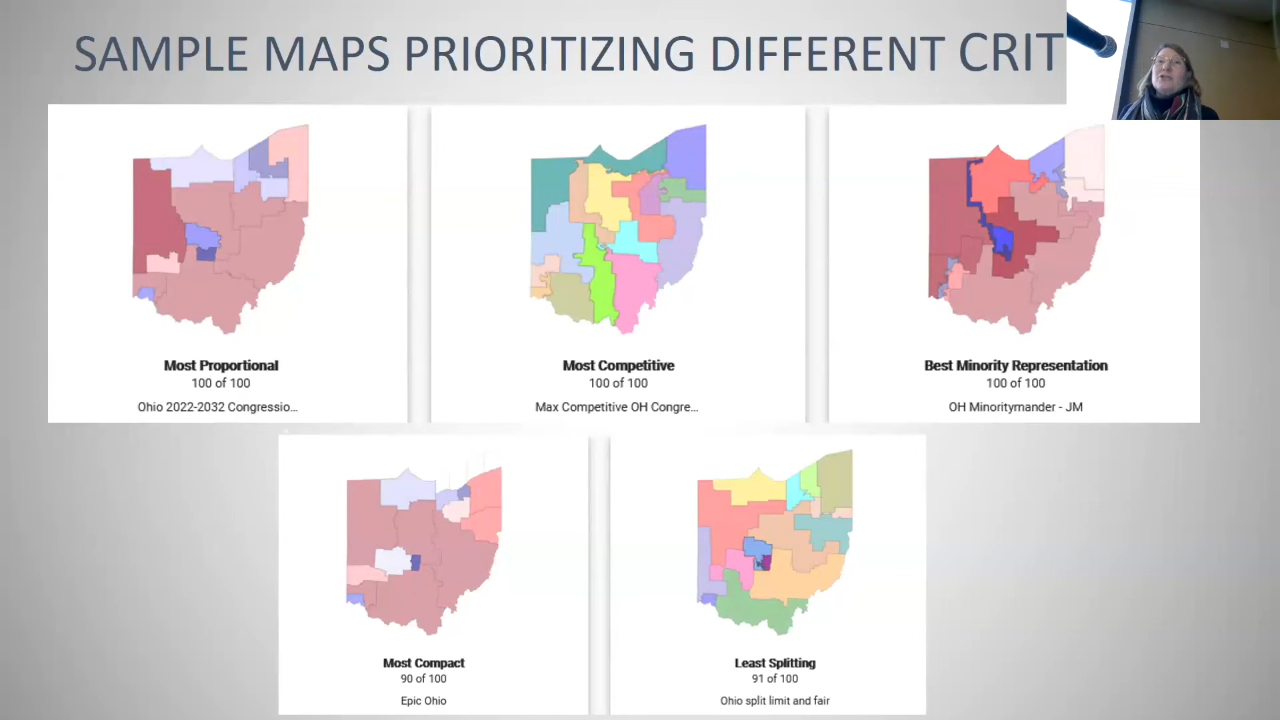 SAMPLE MAPS PRIORITIZING DIFFERENT CRIT
Most Proportional
100 of 100
Ohio 2022-2032 Congressio...
Most Competitive
100 of 100
Max Competitive OH Congre...
Best Minority Representation
100 of 100
OH Minoritymander - JM
Most Compact
90 of 100
Epic Ohio
Least Splitting
91 of 100
Ohio split limit and fair